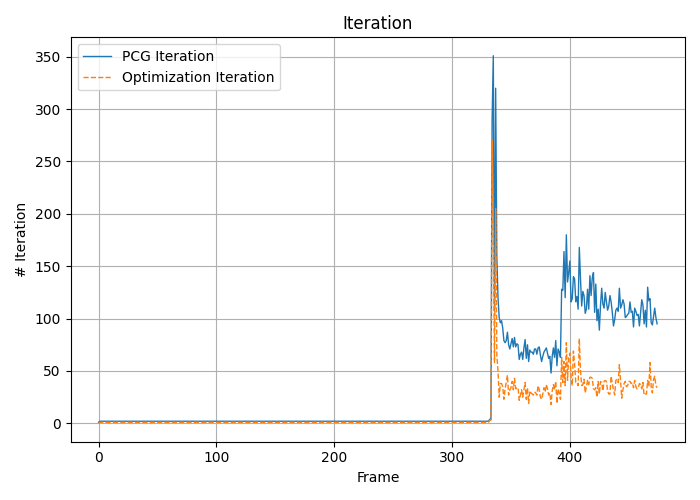 Iteration
PCG Iteration
Optimization Iteration
350
300
250
200
150
100
50
0
# Iteration
0 100 200 300 400
Frame